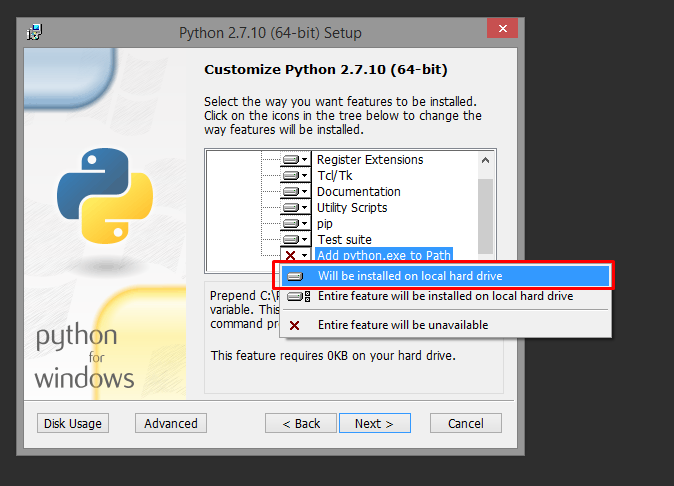 Python 2.7.10 (64-bit) Setup
Customize Python 2.7.10 (64-bit)
Select the way you want features to be installed.
Click on the icons in the tree below to change the
way features will be installed.
Register Extensions
Tcl/Tk
Documentation
Utility Scripts
pip
Test suite
Add python.exe to Path
Will be installed on local hard drive
Entire feature will be installed on local hard drive
Entire feature will be unavailable
Prepend C:\
variable. This
command
This feature requires 0KB on your hard drive.
python
for
windows
Disk Usage
Advanced
< Back
Next >
Cancel